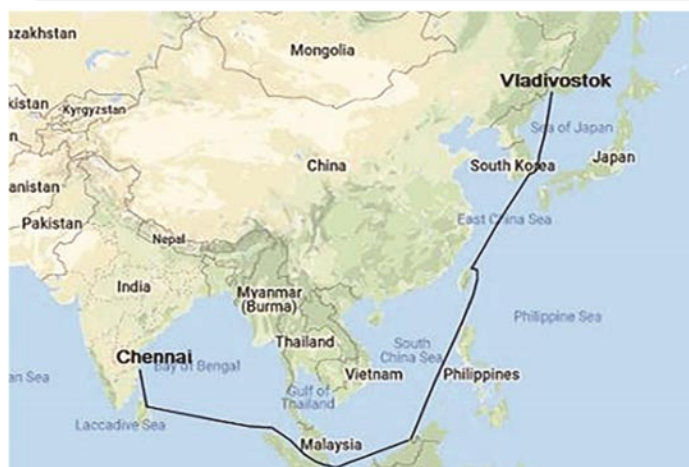 azakhstan
Mongolia
Vladivostok
kistan
Kyrgyzstan
Sea of Japan
n
China
South Korea
Japan
anistan
East China Sea
Pakistan
Nepal
India
Myanmar
(Burma)
Philippine Sea
Thailand
South
China Sea
Chennai
Bay of Bengal
Vietnam
Philippines
an Sea
Gulf of
Thailand
Laccadive Sea
Malaysia